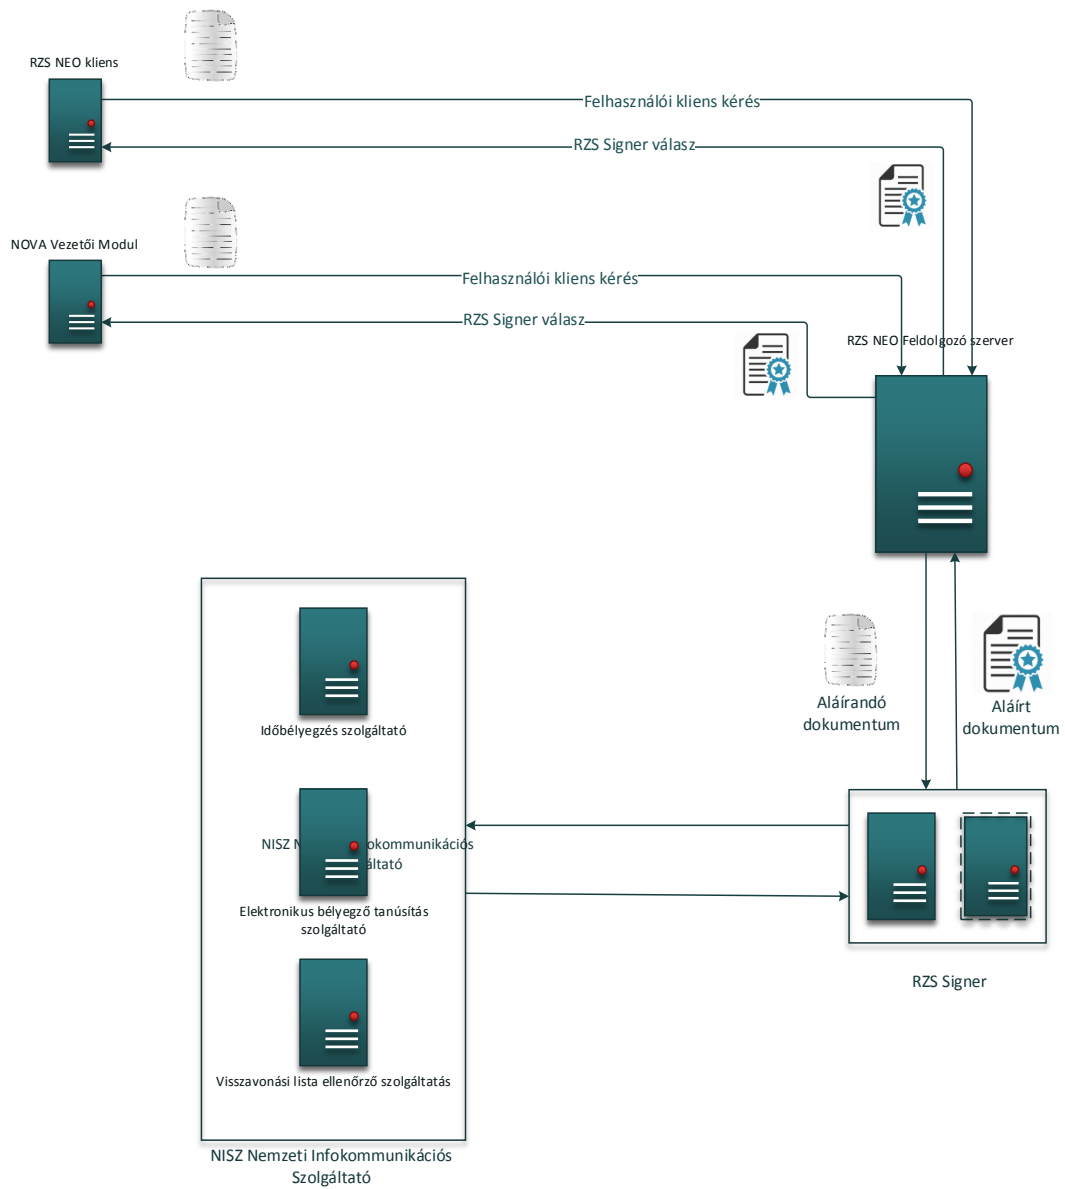 RZS NEO kliens
Felhasználói kliens kérés
RZS Signer válasz
NOVA Vezetői Modul
Felhasználói kliens kérés
RZS Signer válasz
RZS NEO Feldolgozó szerver
Aláírandó
dokumentum
Aláírt
dokumentum
Időbélyegzés szolgáltató
NISZ N okommunikációs
áltató
Elektronikus bélyegző tanúsítás
szolgáltató
Visszavonási lista ellenőrző szolgáltatás
RZS Signer
NISZ Nemzeti Infokommunikációs
Szolgáltató